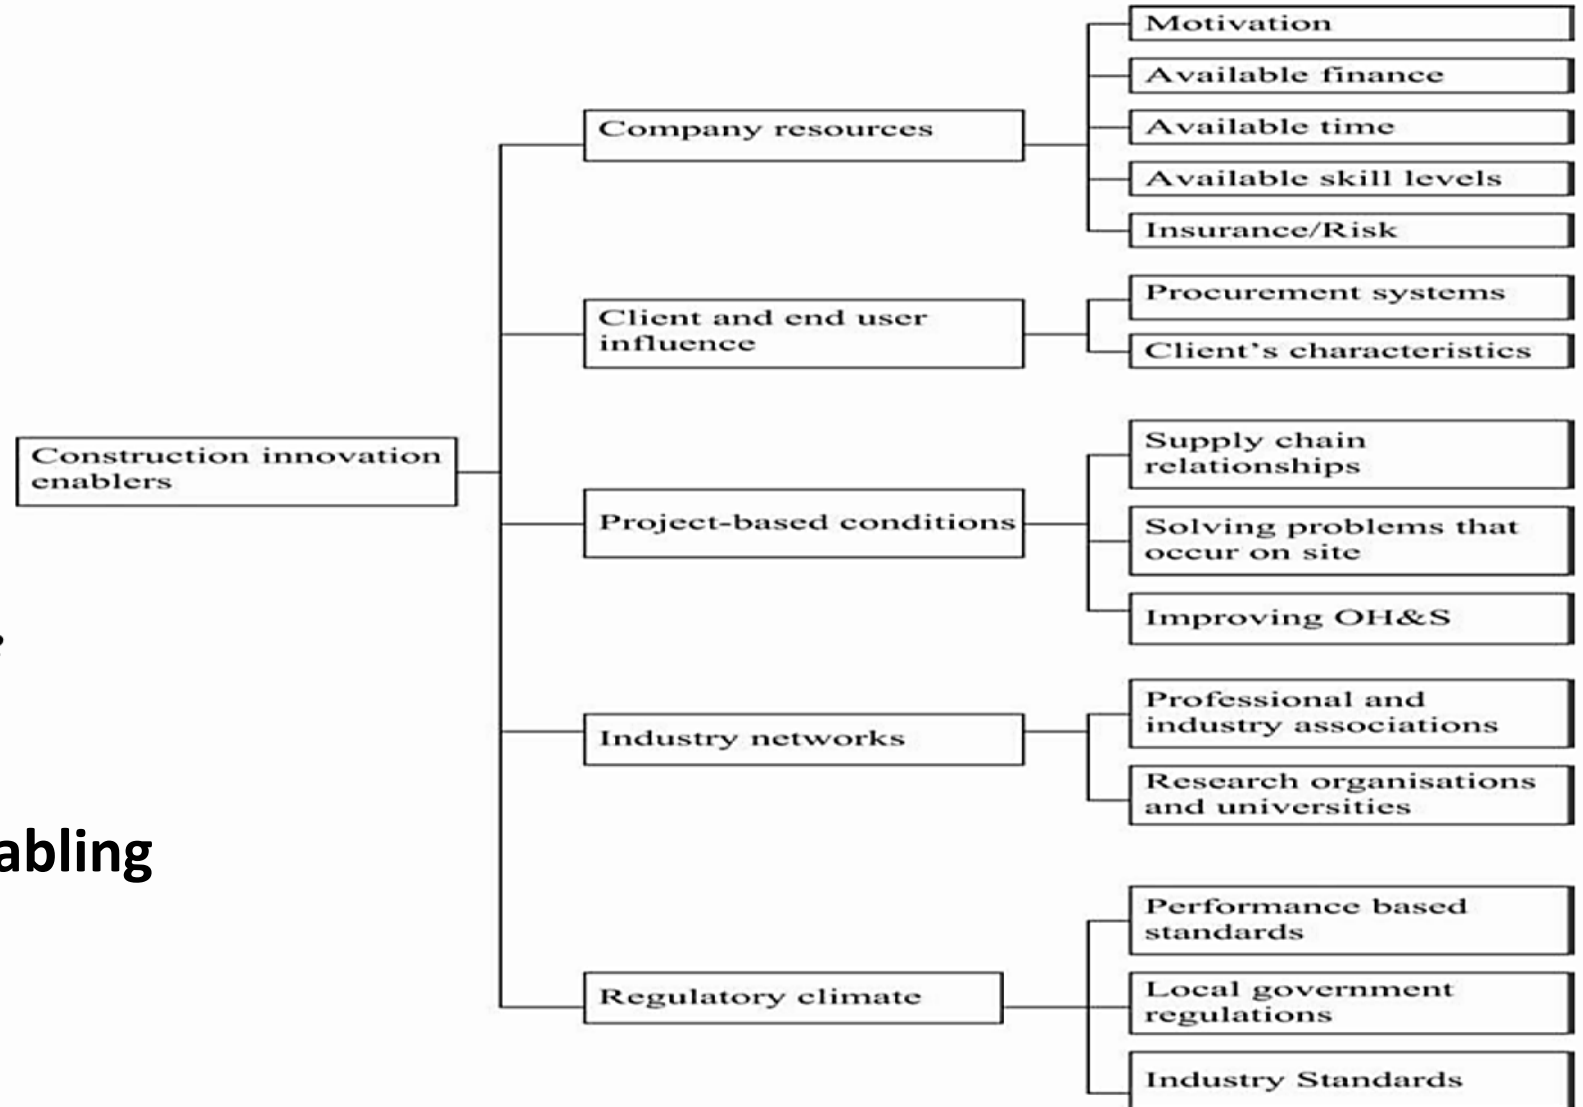 Motivation
Available finance
Company resources
Available time
Available skill levels
Insurance/Risk
Procurement systems
Client and end user
influence
Client's characteristics
Construction innovation
enablers
Supply chain
relationships
Project-based conditions
Solving problems that
occur on site
Improving OH&S
Professional and
industry associations
Industry networks
Research organisations
and universities
abling
Performance based
standards
Regulatory climate
Local government
regulations
Industry Standards